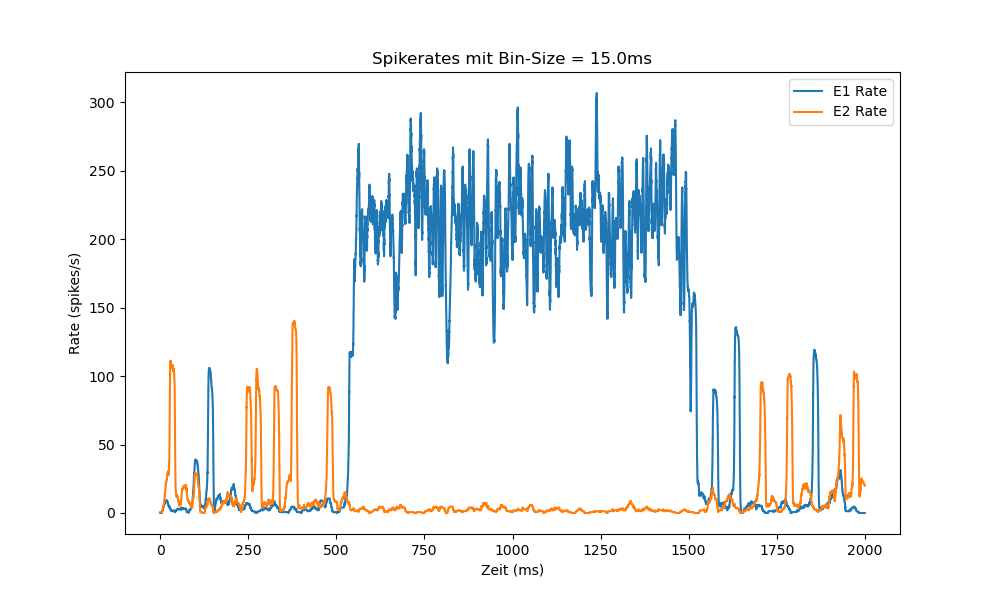 Spikerates mit Bin-Size = 15.0ms
E1 Rate
E2 Rate
Rate (spikes/s)
300
250
200
150
100
50
0
0 250 500 750 1000 1250 1500 1750 2000
Zeit (ms)